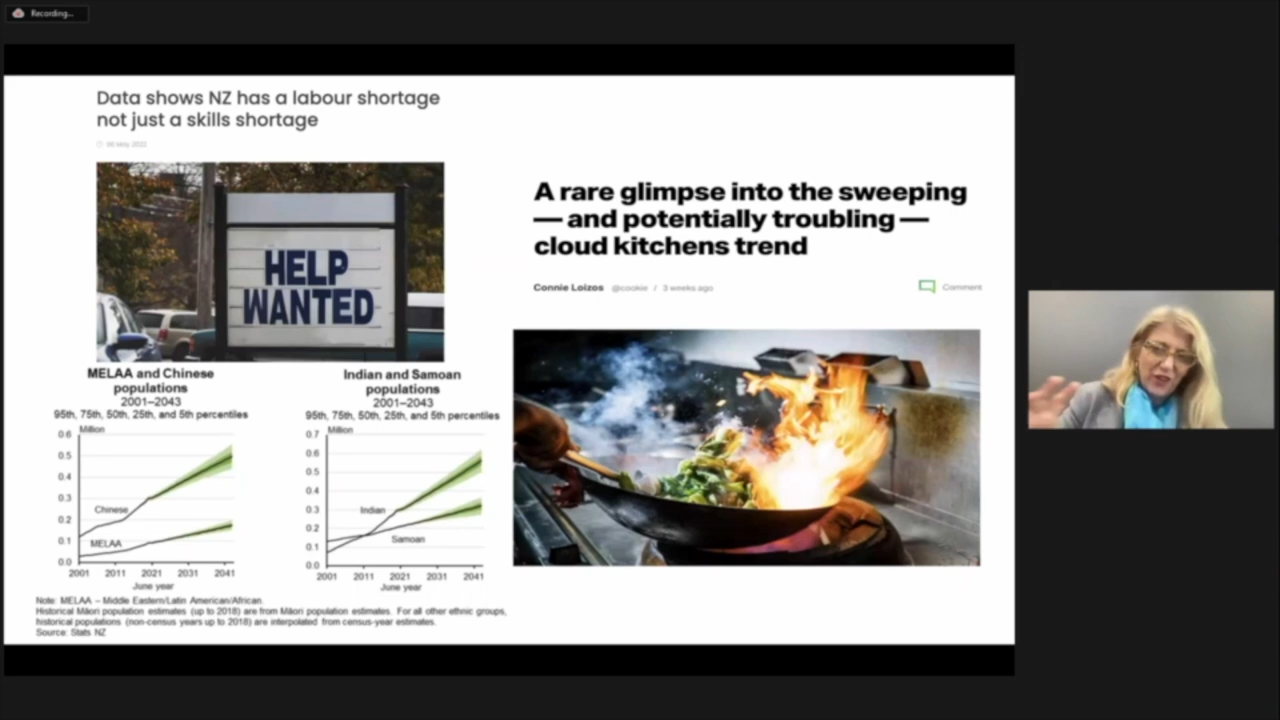 Recording...
Data shows NZ has a labour shortage
not just a skills shortage
HELP
WANTED
A rare glimpse into the sweeping
— and potentially troubling —
cloud kitchens trend
Connie Loizos @cookie / 3 weeks ago
Comment
MELAA and Chinese
populations
2001–2043
95th, 75th, 50th, 25th, and 5th percentiles
Million
0.6
0.5
0.4
0.3
0.2
0.1
0.0
Chinese
MELAA
2001 2011 2021 2031 2041
June year
Indian and Samoan
populations
2001–2043
95th, 75th, 50th, 25th, and 5th percentiles
Million
0.7
0.6
0.5
0.4
0.3
0.2
0.1
0.0
Indian
Samoan
2001 2011 2021 2031 2041
June year
Note: MELAA – Middle Eastern/Latin American/African.
Historical Māori population estimates (up to 2018) are from Māori population estimates. For all other ethnic groups,
historical populations (non-census years up to 2018) are interpolated from census-year estimates.
Source: Stats NZ